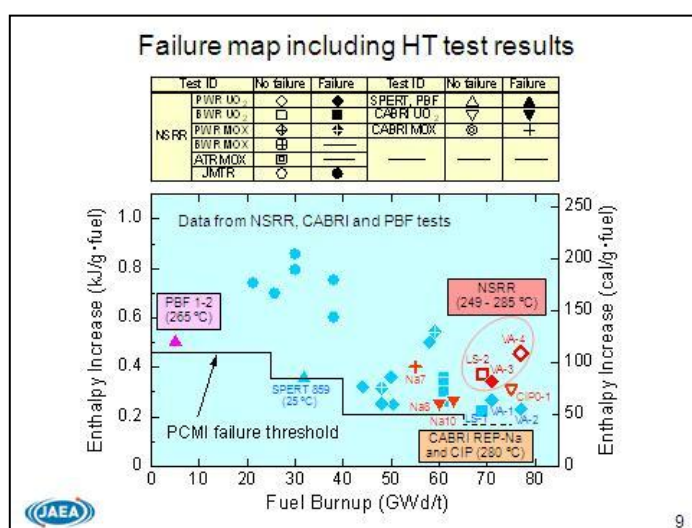 Failure map including HT test results
Test ID No failure Failure Test ID No failure Failure
NSRR
PWR UO2 ◇ ◆ SPERT, PBF △ ▲
BWR UO2 □ ■ CABRI UO2 ▽ ▼
PWR MOX CABRI MOX ◎ +
BWR MOX ⊞ —
ATR MOX —
JMTR ○ ●
Data from NSRR, CABRI and PBF tests
Enthalpy Increase (kJ/g·fuel)
1.0
0.8
0.6
0.4
0.2
0.0
Enthalpy Increase (cal/g·fuel)
250
200
150
100
50
0
PBF 1-2
(265 ºC)
NSRR
(249 - 285 ºC)
VA-4
LS-2
VA-3
Na7
CIP0-1
SPERT 859
(25 ºC)
Na8
Na10
LS-1
VA-1
VA-2
PCMI failure threshold
CABRI REP-Na
and CIP (280 ºC)
0 10 20 30 40 50 60 70 80
Fuel Burnup (GWd/t)
JAEA
9